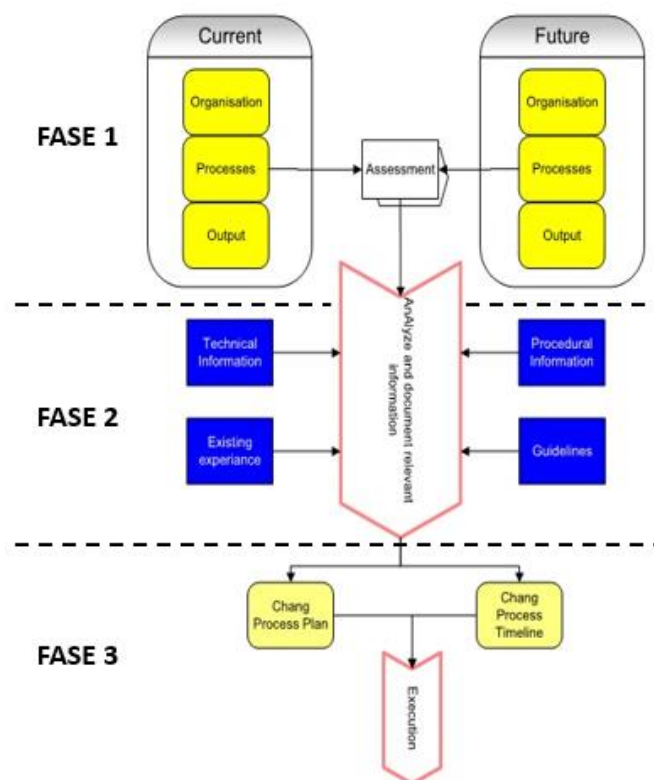 Current
Future
Organisation
Organisation
FASE 1
Processes
Assessment
Processes
Output
Output
AnAlyze and document relevant
information
Technical
Information
Procedural
Information
FASE 2
Existing
experiance
Guidelines
Chang
Process Plan
Chang
Process
Timeline
FASE 3
Execution